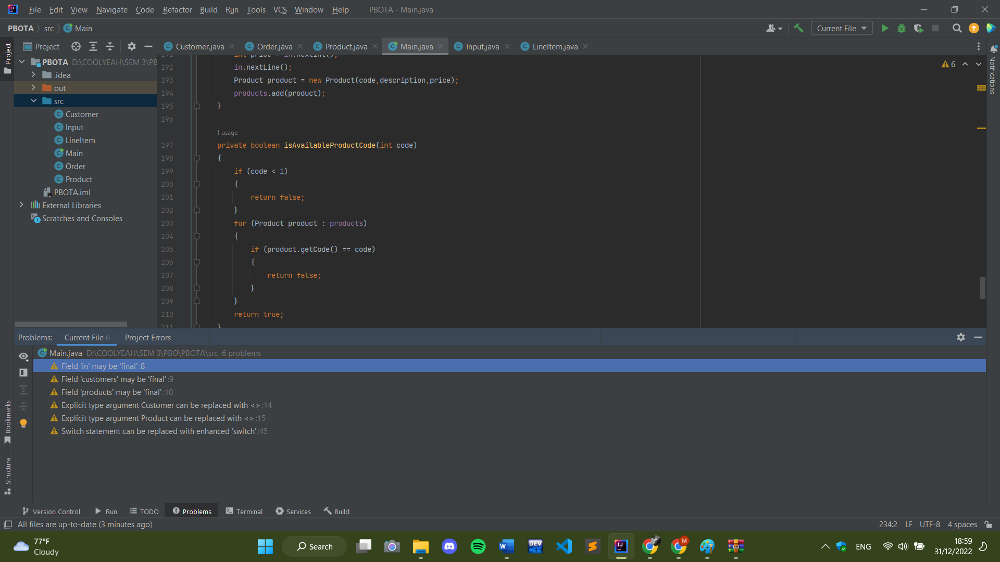 File Edit View Navigate Code Refactor Build Run Tools VCS Window Help PBOTA - Main.java
PBOTA src Main
Current File
Project
Project
Customer.java Order.java Product.java Main.java Input.java LineItem.java
Notifications
PBOTA D:\COOLYEAH\SEM 3\PB
.idea
out
src
Customer
Input
LineItem
Main
Order
Product
PBOTA.iml
External Libraries
Scratches and Consoles
6
191 int price = in.nextInt();
192 in.nextLine();
193 Product product = new Product(code,description,price);
194 products.add(product);
195 }
196
1 usage
197 private boolean isAvailableProductCode(int code)
198 {
199 if (code < 1)
200 {
201 return false;
202 }
203 for (Product product : products)
204 {
205 if (product.getCode() == code)
206 {
207 return false;
208 }
209 }
210 return true;
211 }
Problems: Current File 6 Project Errors
Main.java D:\COOLYEAH\SEM 3\PBO\PBOTA\src 6 problems
Field 'in' may be 'final' :8
Field 'customers' may be 'final' :9
Field 'products' may be 'final' :10
Explicit type argument Customer can be replaced with <> :14
Explicit type argument Product can be replaced with <> :15
Switch statement can be replaced with enhanced 'switch' :45
Bookmarks
Structure
Version Control Run TODO Problems Terminal Services Build
All files are up-to-date (3 minutes ago)
234:2 LF UTF-8 4 spaces
77°F
Cloudy
Search
DEV
C++
M
ENG
18:59
31/12/2022